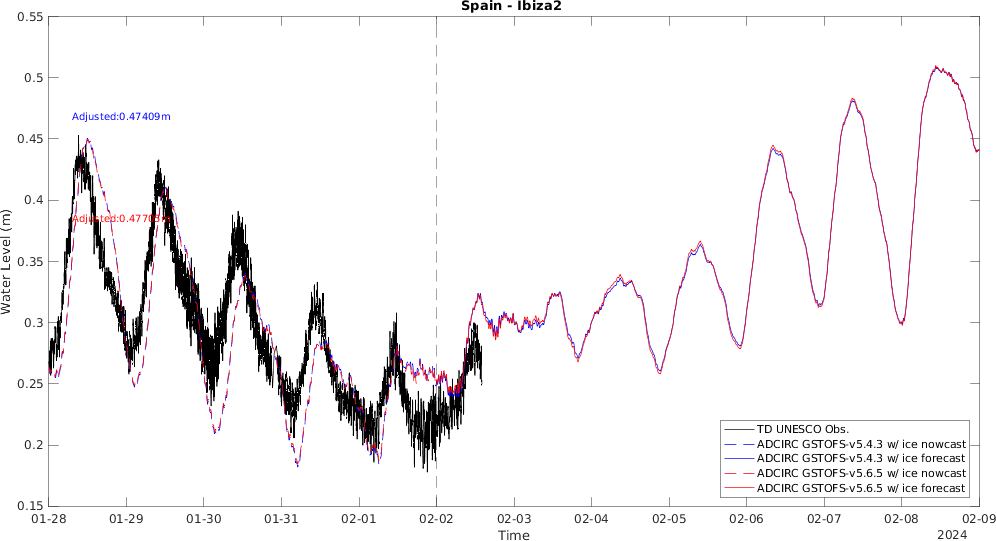 Spain - Ibiza2
0.55
0.5
0.45
0.4
0.35
0.3
0.25
0.2
0.15
Water Level (m)
Adjusted:0.47409m
TD UNESCO Obs.
ADCIRC GSTOFS-v5.4.3 w/ ice nowcast
ADCIRC GSTOFS-v5.4.3 w/ ice forecast
ADCIRC GSTOFS-v5.6.5 w/ ice nowcast
ADCIRC GSTOFS-v5.6.5 w/ ice forecast
01-28 01-29 01-30 01-31 02-01 02-02 02-03 02-04 02-05 02-06 02-07 02-08 02-09
Time
2024